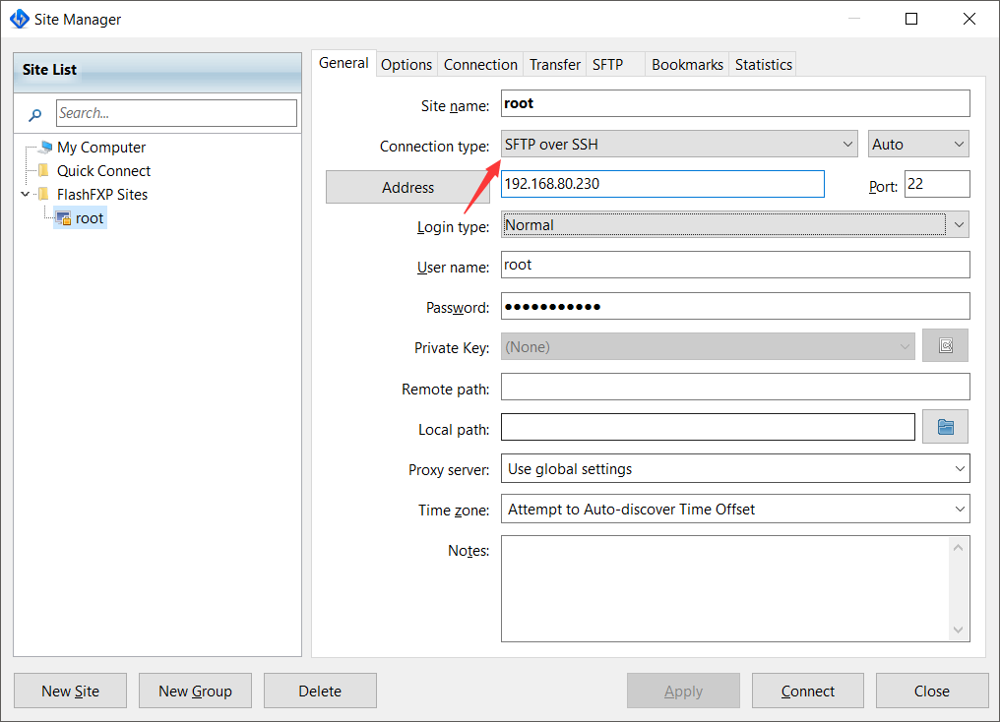 Site Manager
Site List
Search...
My Computer
Quick Connect
FlashFXP Sites
root
General Options Connection Transfer SFTP Bookmarks Statistics
Site name: root
Connection type: SFTP over SSH Auto
Address 192.168.80.230 Port: 22
Login type: Normal
User name: root
Password: ●●●●●●●●●●●
Private Key: (None)
Remote path:
Local path:
Proxy server: Use global settings
Time zone: Attempt to Auto-discover Time Offset
Notes:
New Site New Group Delete Apply Connect Close